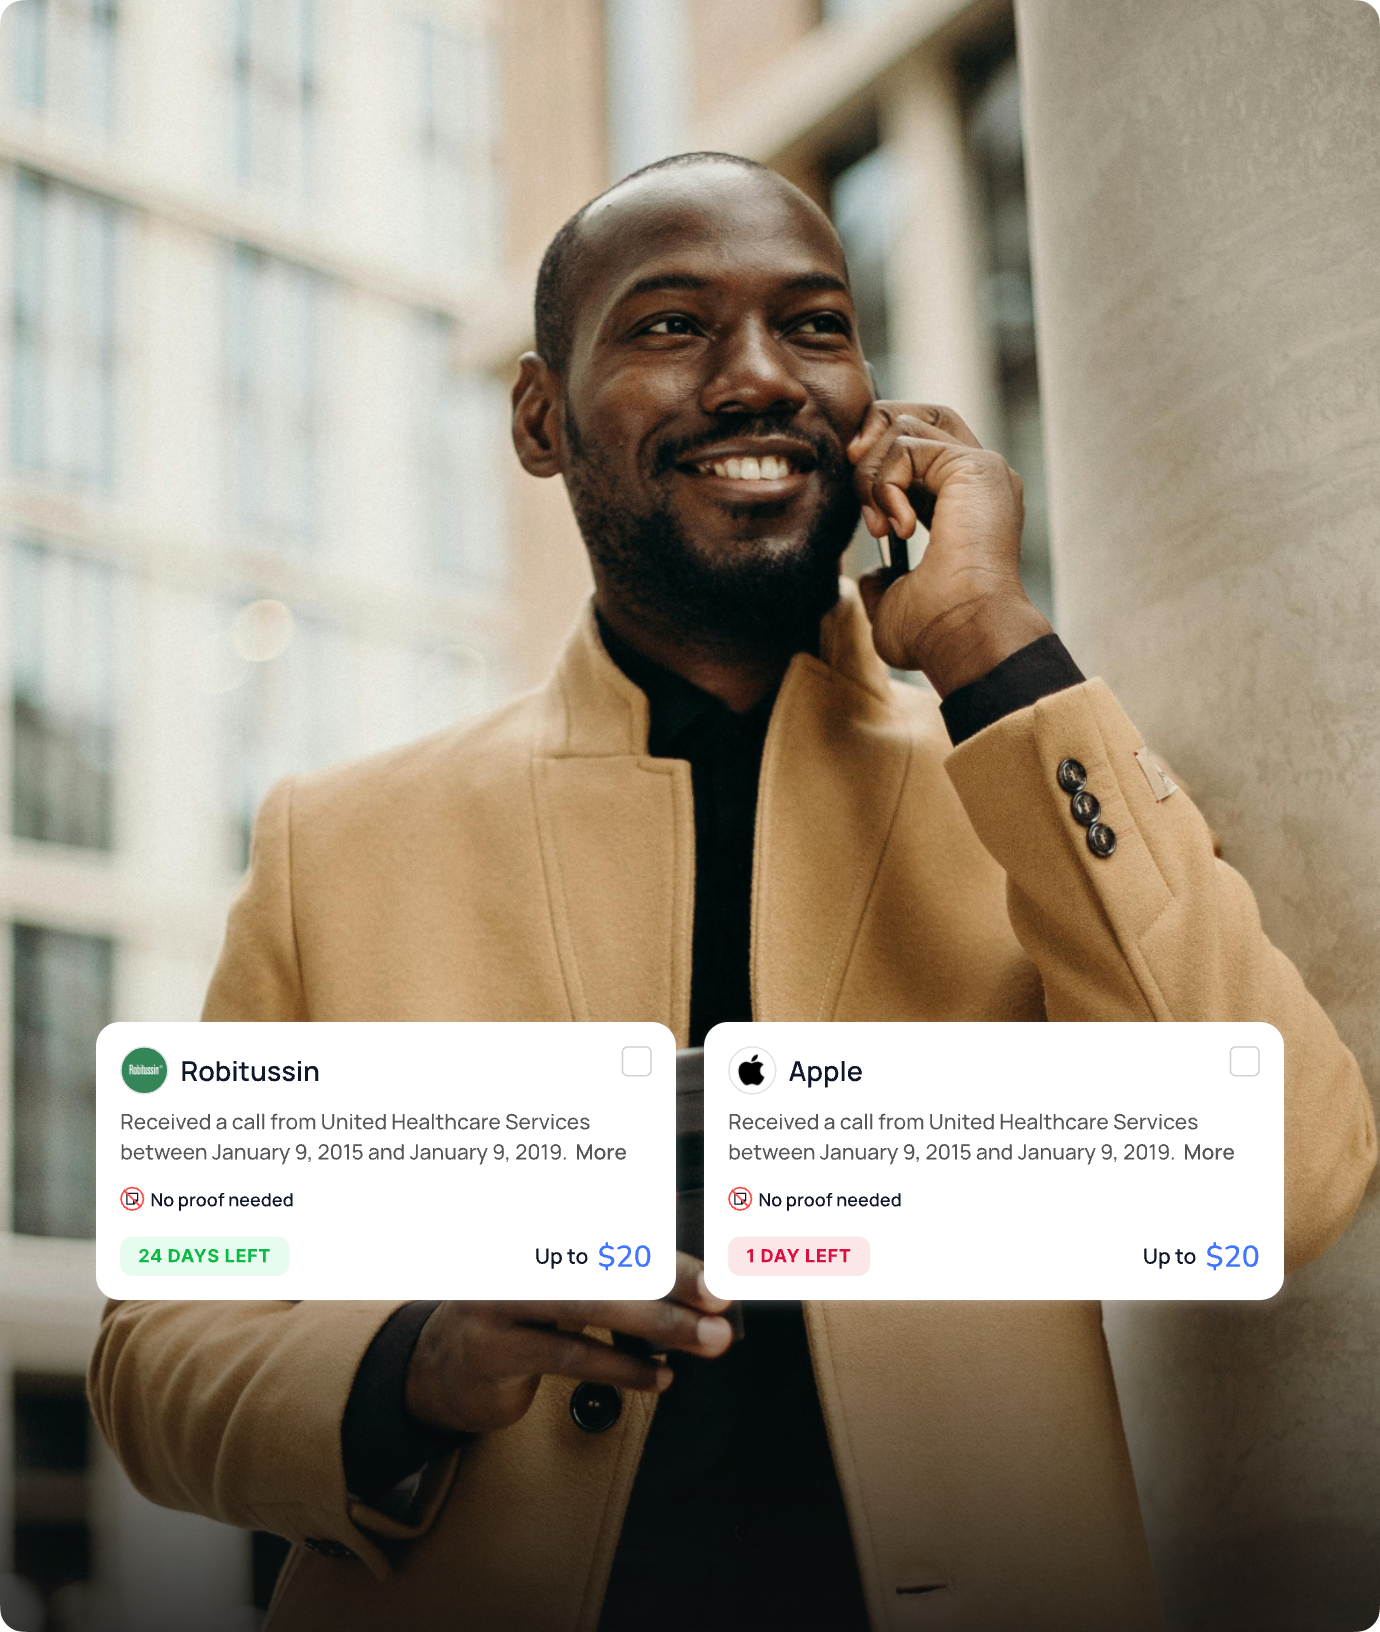 Robitussin
Robitussin
Received a call from United Healthcare Services
between January 9, 2015 and January 9, 2019. More
No proof needed
24 DAYS LEFT
Up to $20
Apple
Received a call from United Healthcare Services
between January 9, 2015 and January 9, 2019. More
No proof needed
1 DAY LEFT
Up to $20